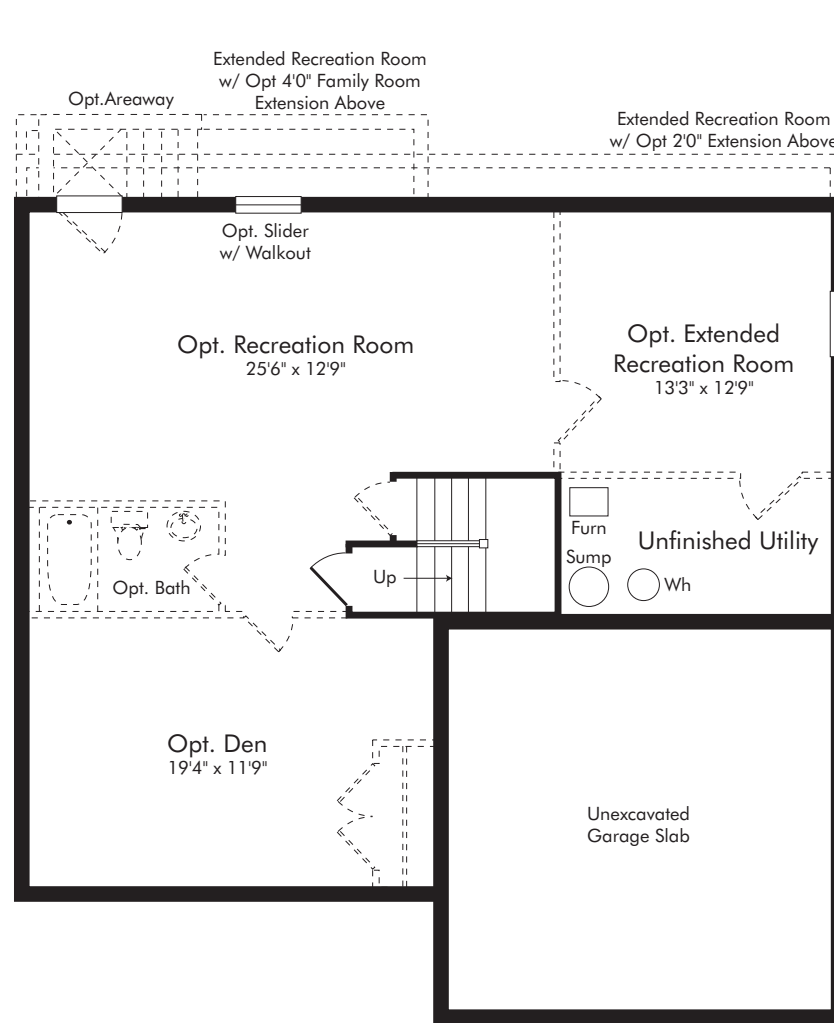 Extended Recreation Room
w/ Opt 4'0" Family Room
Extension Above
Opt.Areaway
Extended Recreation Room
w/ Opt 2'0" Extension Above
Opt. Slider
w/ Walkout
Opt. Recreation Room
25'6" x 12'9"
Opt. Extended
Recreation Room
13'3" x 12'9"
Furn
Unfinished Utility
Sump
Wh
Up
Opt. Bath
Opt. Den
19'4" x 11'9"
Unexcavated
Garage Slab